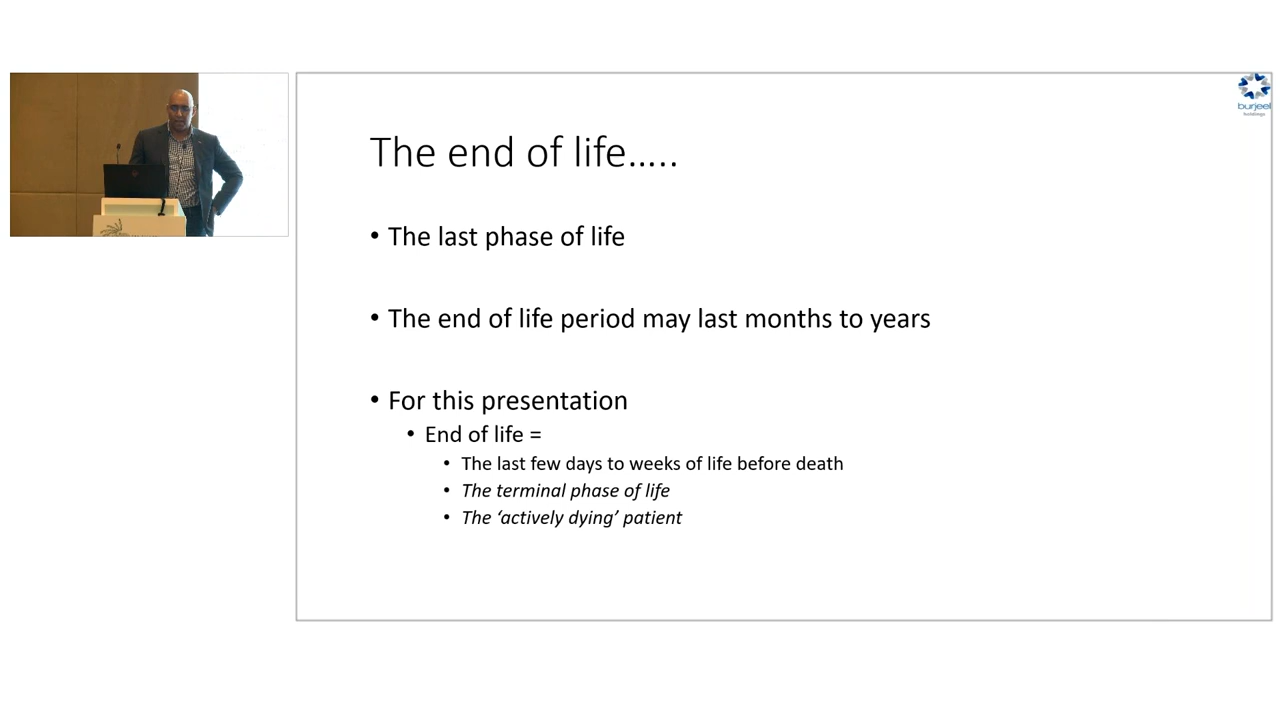 burjeel
holdings
The end of life.....
• The last phase of life
• The end of life period may last months to years
• For this presentation
• End of life =
• The last few days to weeks of life before death
• The terminal phase of life
• The ‘actively dying’ patient